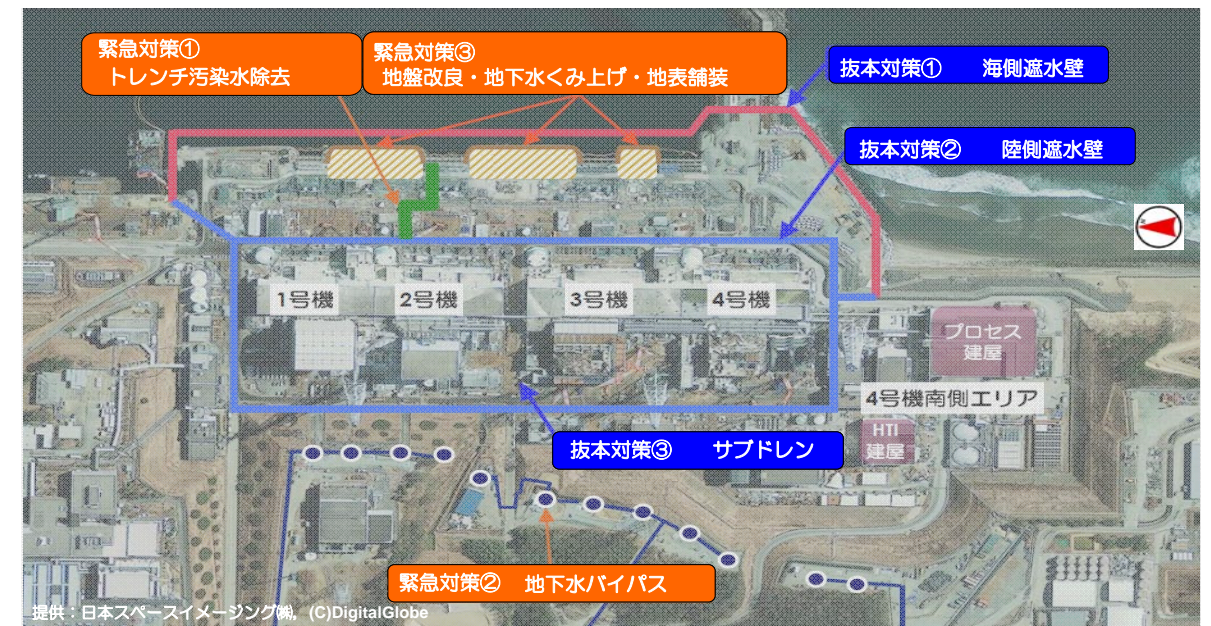 緊急対策①
トレンチ汚染水除去
緊急対策③
地盤改良・地下水くみ上げ・地表舗装
抜本対策① 海側遮水壁
抜本対策② 陸側遮水壁
1号機
2号機
3号機
4号機
プロセス
建屋
4号機南側エリア
HTI
建屋
抜本対策③ サブドレン
緊急対策② 地下水バイパス
提供:日本スペースイメージング㈱,(C)DigitalGlobe